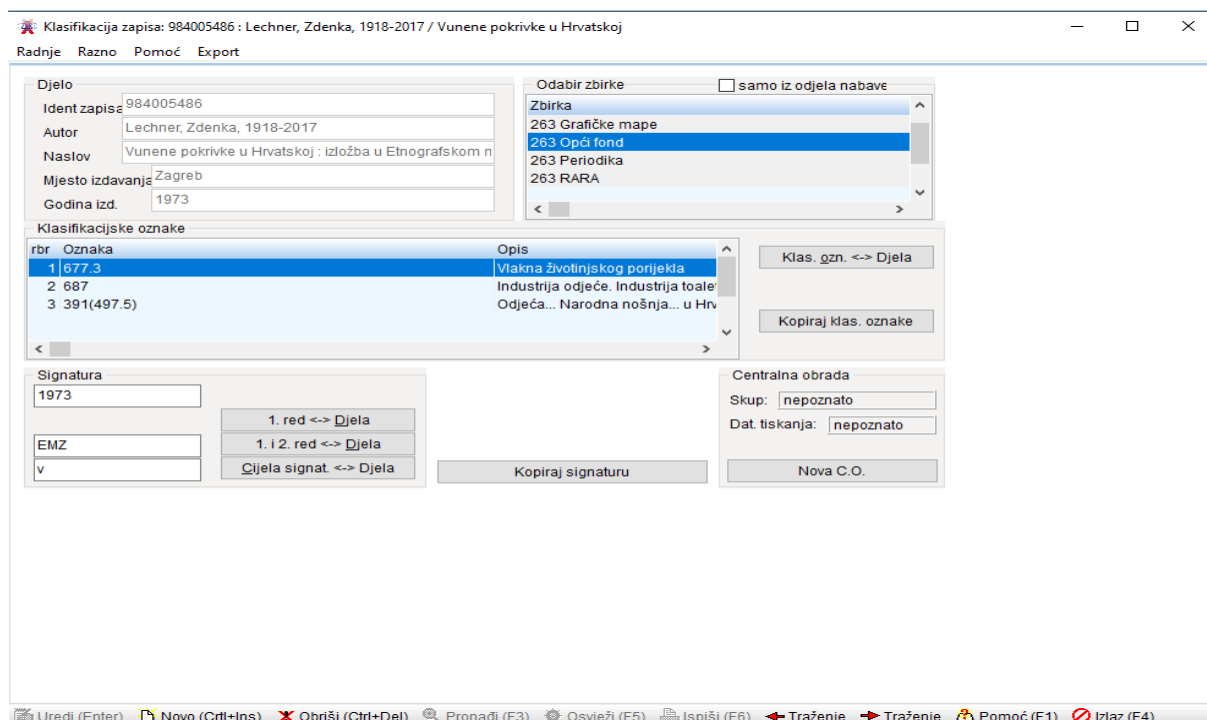 Klasifikacija zapisa: 984005486 : Lechner, Zdenka, 1918-2017 / Vunene pokrivke u Hrvatskoj
Radnje Razno Pomoć Export
Djelo
Ident zapisa 984005486
Autor Lechner, Zdenka, 1918-2017
Naslov Vunene pokrivke u Hrvatskoj : izložba u Etnografskom n
Mjesto izdavanja Zagreb
Godina izd. 1973
Odabir zbirke samo iz odjela nabave
Zbirka
263 Grafičke mape
263 Opći fond
263 Periodika
263 RARA
Klasifikacijske oznake
rbr Oznaka Opis
1 677.3 Vlakna životinjskog porijekla
2 687 Industrija odjeće. Industrija toalet
3 391(497.5) Odjeća... Narodna nošnja... u Hrv
Klas. ozn. <-> Djela
Kopiraj klas. oznake
Signatura
1973
1. red <-> Djela
EMZ 1. i 2. red <-> Djela
v Cijela signat. <-> Djela
Kopiraj signaturu
Centralna obrada
Skup: nepoznato
Dat. tiskanja: nepoznato
Nova C.O.
Uredi (Enter) Novo (Crtl+Ins) Obriši (Ctrl+Del) Pronađi (F3) Osvježi (F5) Ispiši (F6) Traženje Traženje Pomoć (F1) Izlaz (F4)